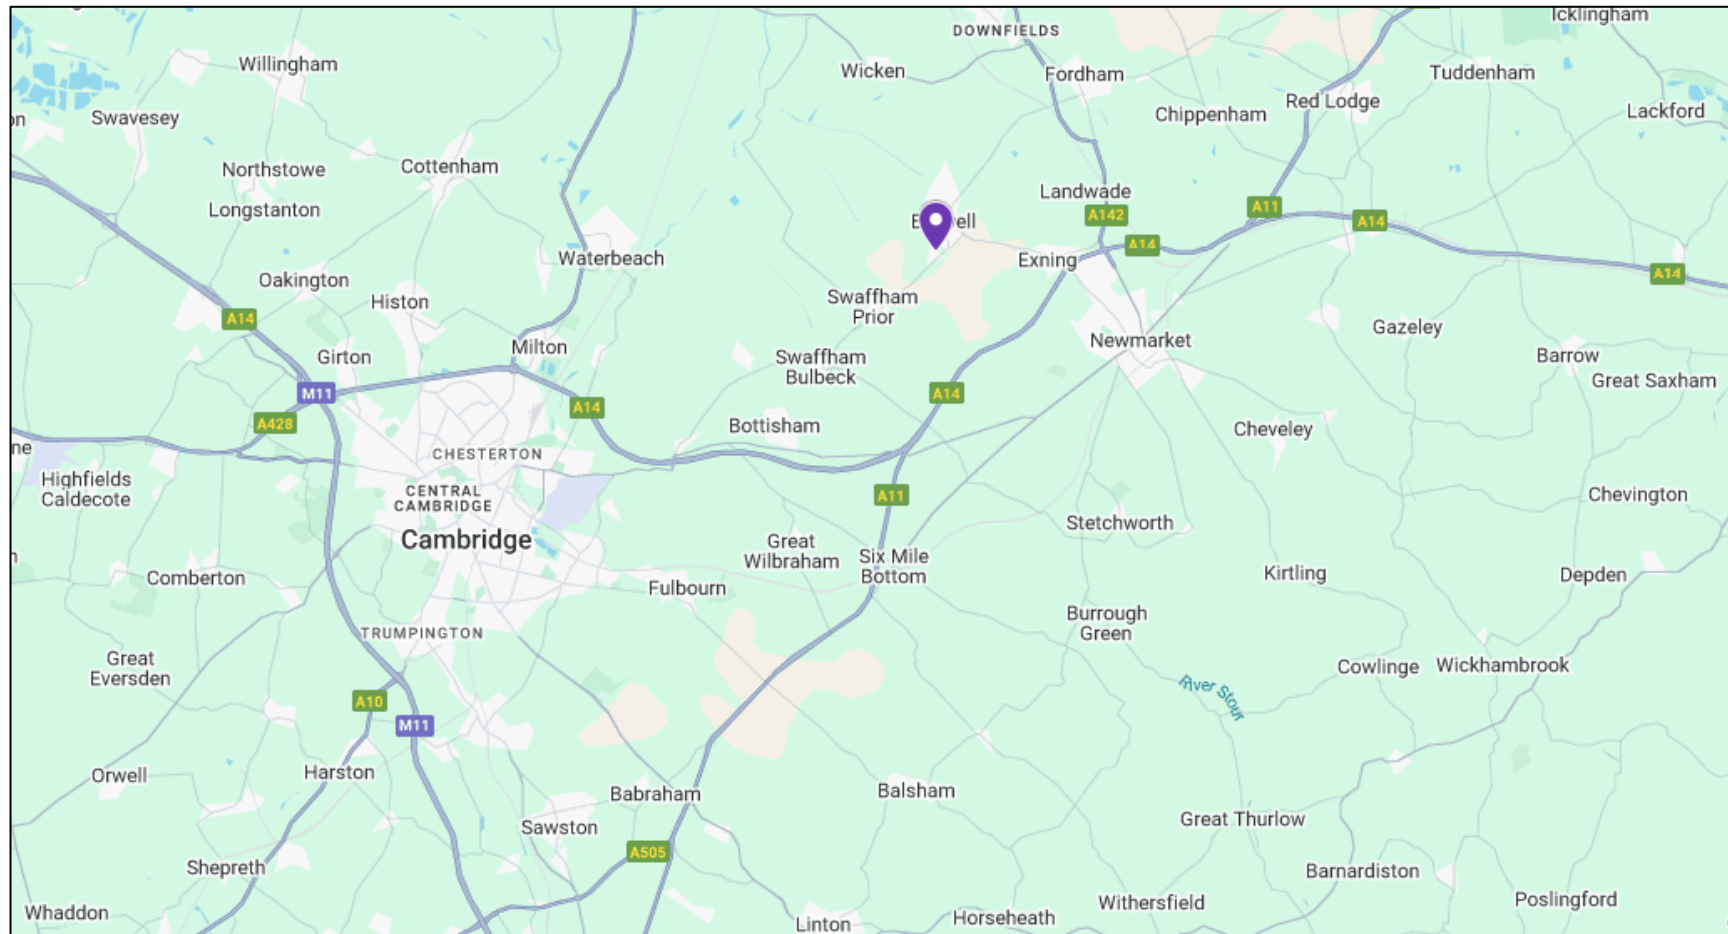 Icklingham
DOWNFIELDS
Willingham
Wicken
Fordham
Tuddenham
Red Lodge
Chippenham
Lackford
Swavesey
Northstowe
Cottenham
Landwade
Longstanton
A142
A11
A14
A14
Waterbeach
Exning
A14
Oakington
Histon
Swaffham
Prior
A14
Girton
Milton
Newmarket
Gazeley
Barrow
Swaffham
Bulbeck
Great Saxham
M11
A14
A14
A428
Bottisham
Cheveley
CHESTERTON
Highfields
Caldecote
CENTRAL
CAMBRIDGE
A11
Chevington
Stetchworth
Cambridge
Great
Wilbraham
Six Mile
Bottom
Comberton
Fulbourn
Kirtling
Depden
Burrough
Green
TRUMPINGTON
Great
Eversden
Cowlinge
Wickhambrook
River Stour
A10
M11
Orwell
Harston
Babraham
Balsham
Great Thurlow
Sawston
A505
Shepreth
Barnardiston
Whaddon
Linton
Horseheath
Withersfield
Poslingford